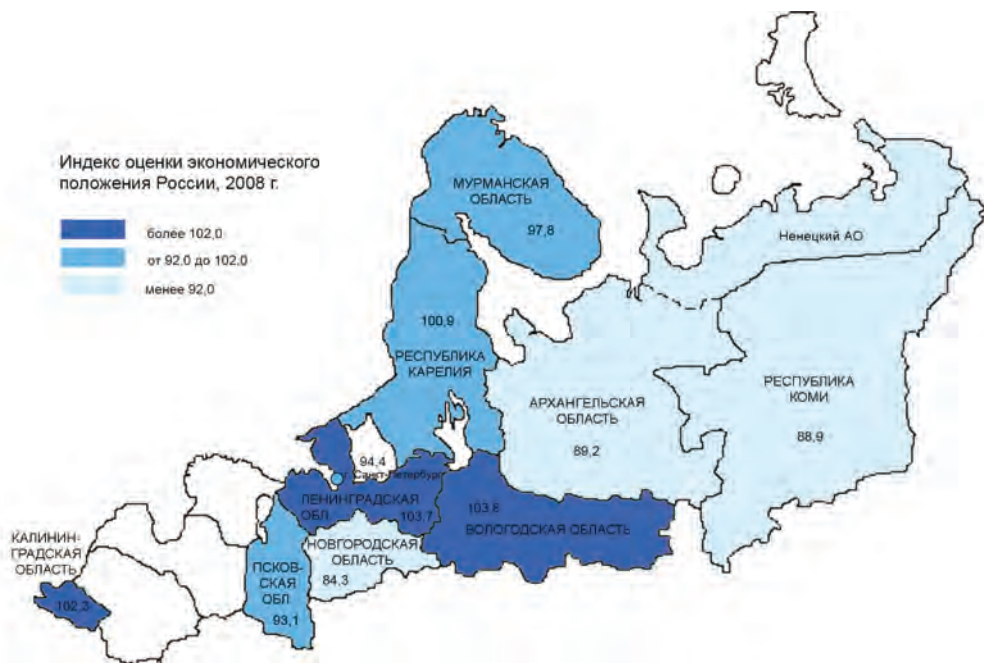 Индекс оценки экономического
положения России, 2008 г.
более 102,0
от 92,0 до 102,0
менее 92,0
МУРМАНСКАЯ
ОБЛАСТЬ
97,8
Ненецкий АО
100,9
РЕСПУБЛИКА
КАРЕЛИЯ
АРХАНГЕЛЬСКАЯ
ОБЛАСТЬ
89,2
РЕСПУБЛИКА
КОМИ
88,9
94,4
г. Санкт-Петербург
ЛЕНИНГРАДСКАЯ
ОБЛ
103,7
103,8
ВОЛОГОДСКАЯ ОБЛАСТЬ
НОВГОРОДСКАЯ
ОБЛАСТЬ
84,3
ПСКОВ-
СКАЯ
ОБЛ
93,1
КАЛИНИН-
ГРАДСКАЯ
ОБЛАСТЬ
102,3